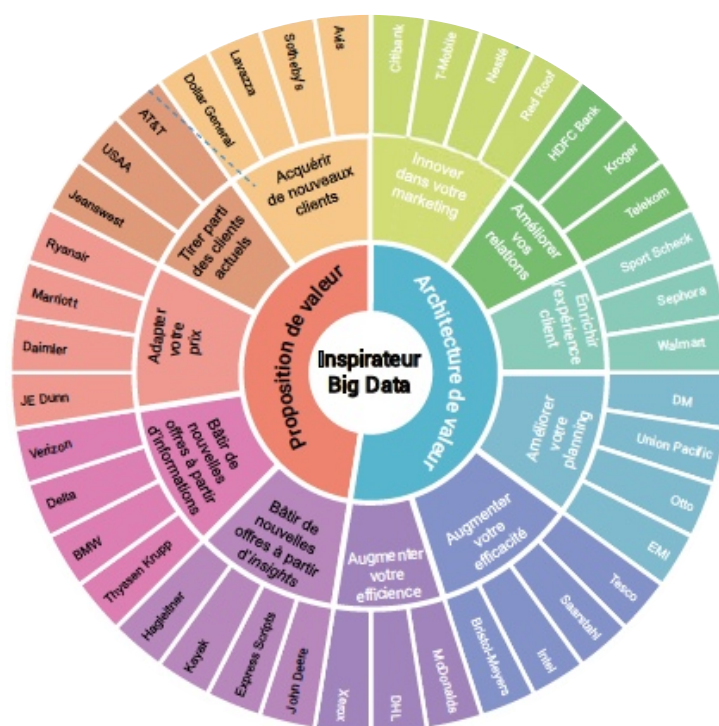 Inspirateur
Big Data
Architecture de valeur
Proposition de valeur
Innover
dans votre
marketing
Citibank
T-Mobile
Nestlé
Red Roof
Améliorer
vos
relations
HDFC Bank
Kroger
Telekom
Enrichir
l'expérience
client
Sport Scheck
Sephora
Walmart
Améliorer
votre
planning
DM
Union Pacific
Otto
EMI
Augmenter
votre
efficacité
Tesco
Saarstahl
Intel
Bristol-Meyers
Augmenter
votre
efficience
McDonalds
DHL
Xerox
Bâtir de
nouvelles
offres à partir
d'insights
John Deere
Express Scripts
Kayak
Hagleitner
Bâtir de
nouvelles
offres à partir
d'informations
Thyssen Krupp
BMW
Delta
Verizon
Adapter
votre
prix
JE Dunn
Daimler
Marriott
Ryanair
Tirer parti
des clients
actuels
Jeanswest
USAA
AT&T
Acquérir
de nouveaux
clients
Dollar General
Lavazza
Sotheby's
Avis